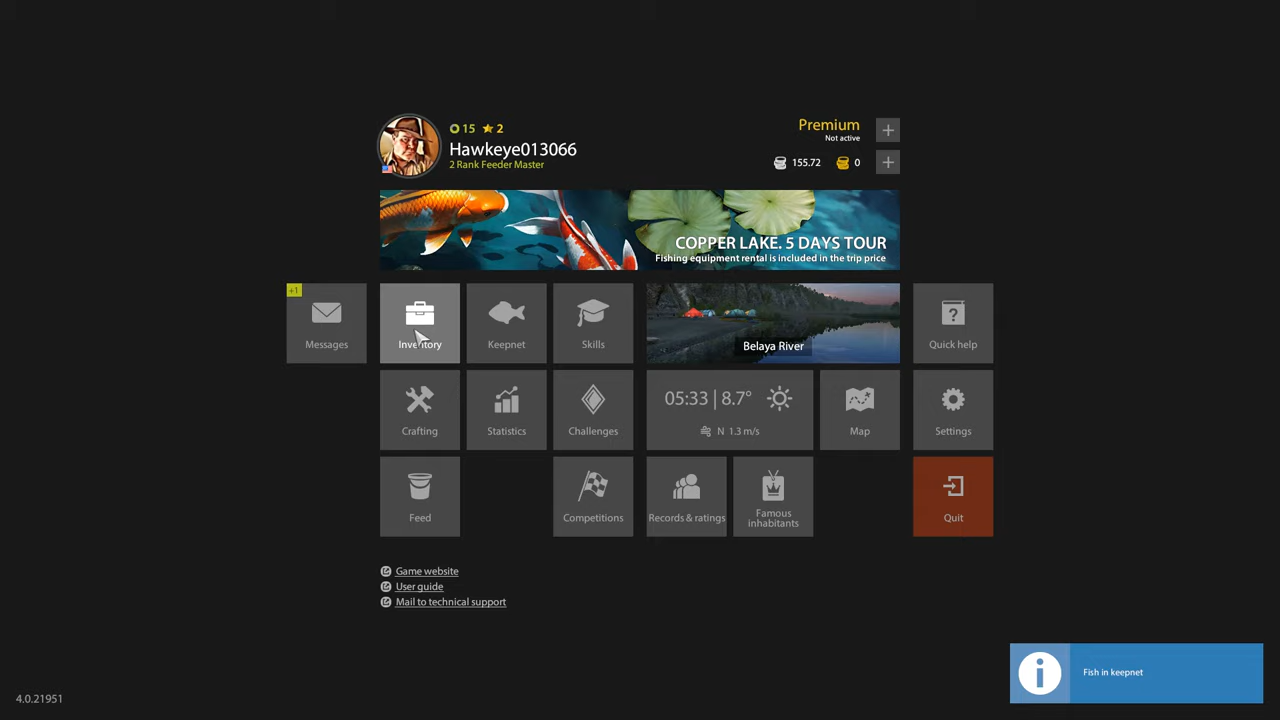 15 2
Hawkeye013066
2 Rank Feeder Master
Premium
Not active
155.72 0
COPPER LAKE. 5 DAYS TOUR
Fishing equipment rental is included in the trip price
+1
Messages
Inventory
Keepnet
Skills
Belaya River
Quick help
Crafting
Statistics
Challenges
05:33 | 8.7°
N 1.3 m/s
Map
Settings
Feed
Competitions
Records & ratings
Famous
inhabitants
Quit
Game website
User guide
Mail to technical support
Fish in keepnet
4.0.21951